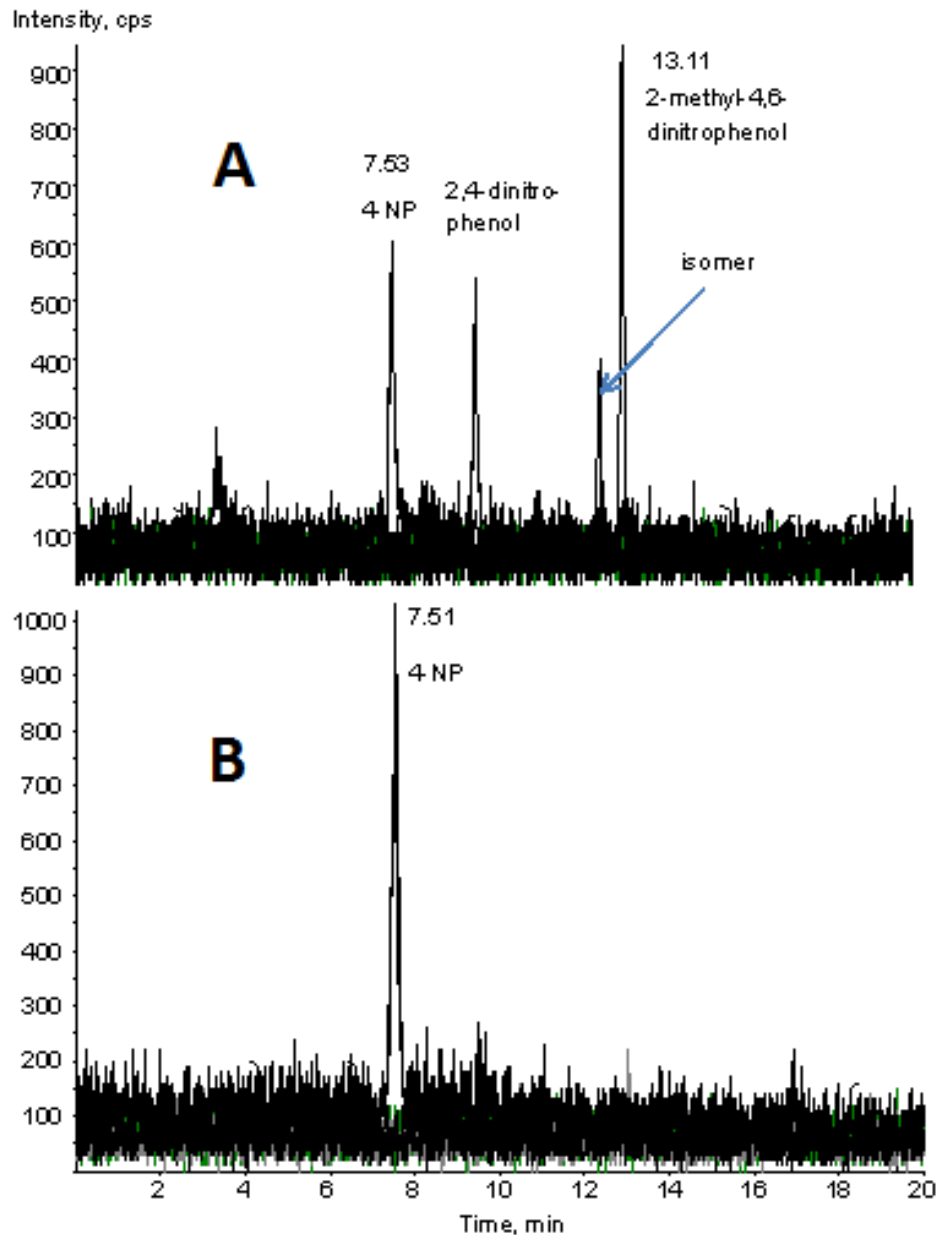 Intensity, cps
900
800
700
600
500
400
300
200
100
A
7.53
4 NP
2,4-dinitro-
phenol
13.11
2-methyl-4,6-
dinitrophenol
isomer
1000
900
800
700
600
500
400
300
200
100
B
7.51
4 NP
2 4 6 8 10 12 14 16 18 20
Time, min